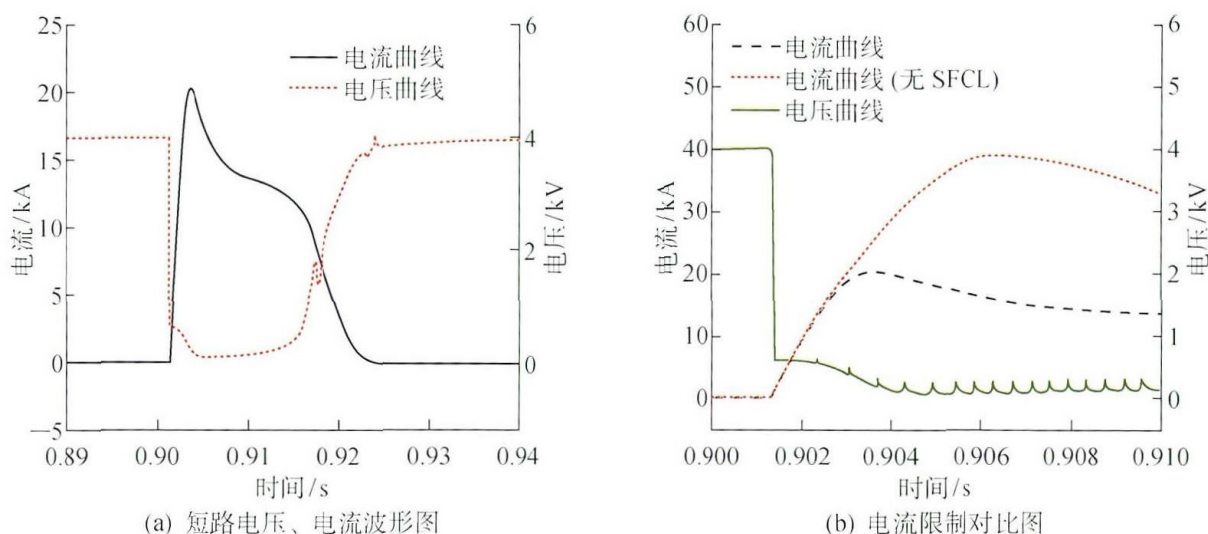 25
20
15
10
5
0
—5
电流/kA
6
4
2
0
电压/kV
电流曲线
电压曲线
0.89
0.90
0.91
0.92
0.93
0.94
时间/s
(a) 短路电压、电流波形图
60
50
40
30
20
10
0
电流/kA
6
5
4
3
2
1
0
电压/kV
电流曲线
电流曲线 (无 SFCL)
电压曲线
0.900
0.902
0.904
0.906
0.908
0.910
时间/s
(b) 电流限制对比图